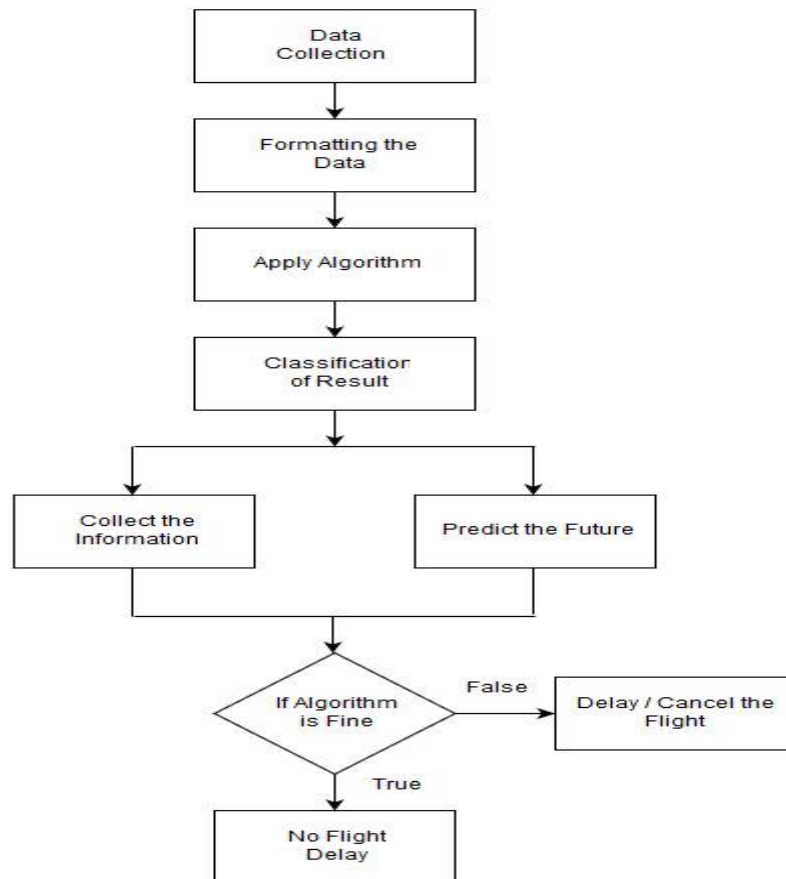 Data
Collection
Formatting the
Data
Apply Algorithm
Classification
of Result
Collect the
Information
Predict the Future
If Algorithm
is Fine
False
Delay / Cancel the
Flight
True
No Flight
Delay